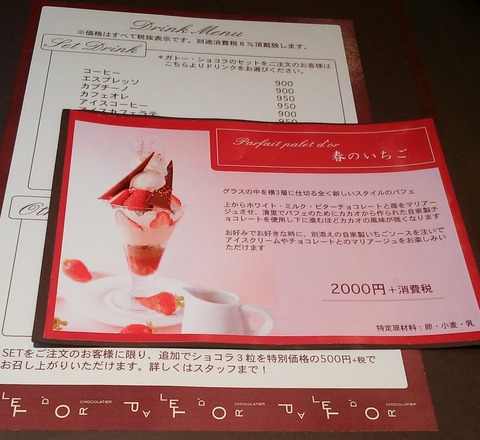 Drink Menu
※価格はすべて税抜表示です。別途消費税８％頂戴致します。
Set Drink
＊ガトー・ショコラのセットをご注文のお客様は
こちらよりドリンクをお選びください。
コーヒー
エスプレッソ 900
カプチーノ 900
カフェオレ 950
アイスコーヒー 900
アイスカフェラテ 950
Parfait palet d'or
春のいちご
グラスの中を横3層に仕切る全く新しいスタイルのパフェ
上からホワイト・ミルク・ビターチョコレートと苺をマリアー
ジュさせ、濱里でパフェのためにカカオから作られた自家製チ
ョコレートを使用し下に進むほどカカオの風味が強くなります
お好みでお好きな時に、別添えの自家製いちごソースを注いで
アイスクリームやチョコレートとのマリアージュをお楽しみい
ただけます
2000円+消費税
特定原材料：卵・小麦・乳
SETをご注文のお客様に限り、追加でショコラ３粒を特別価格の500円+税で
お召し上がりいただけます。詳しくはスタッフまで！
CHOCOLATIER PALET D'OR CHOCOLATIER PALET D'OR